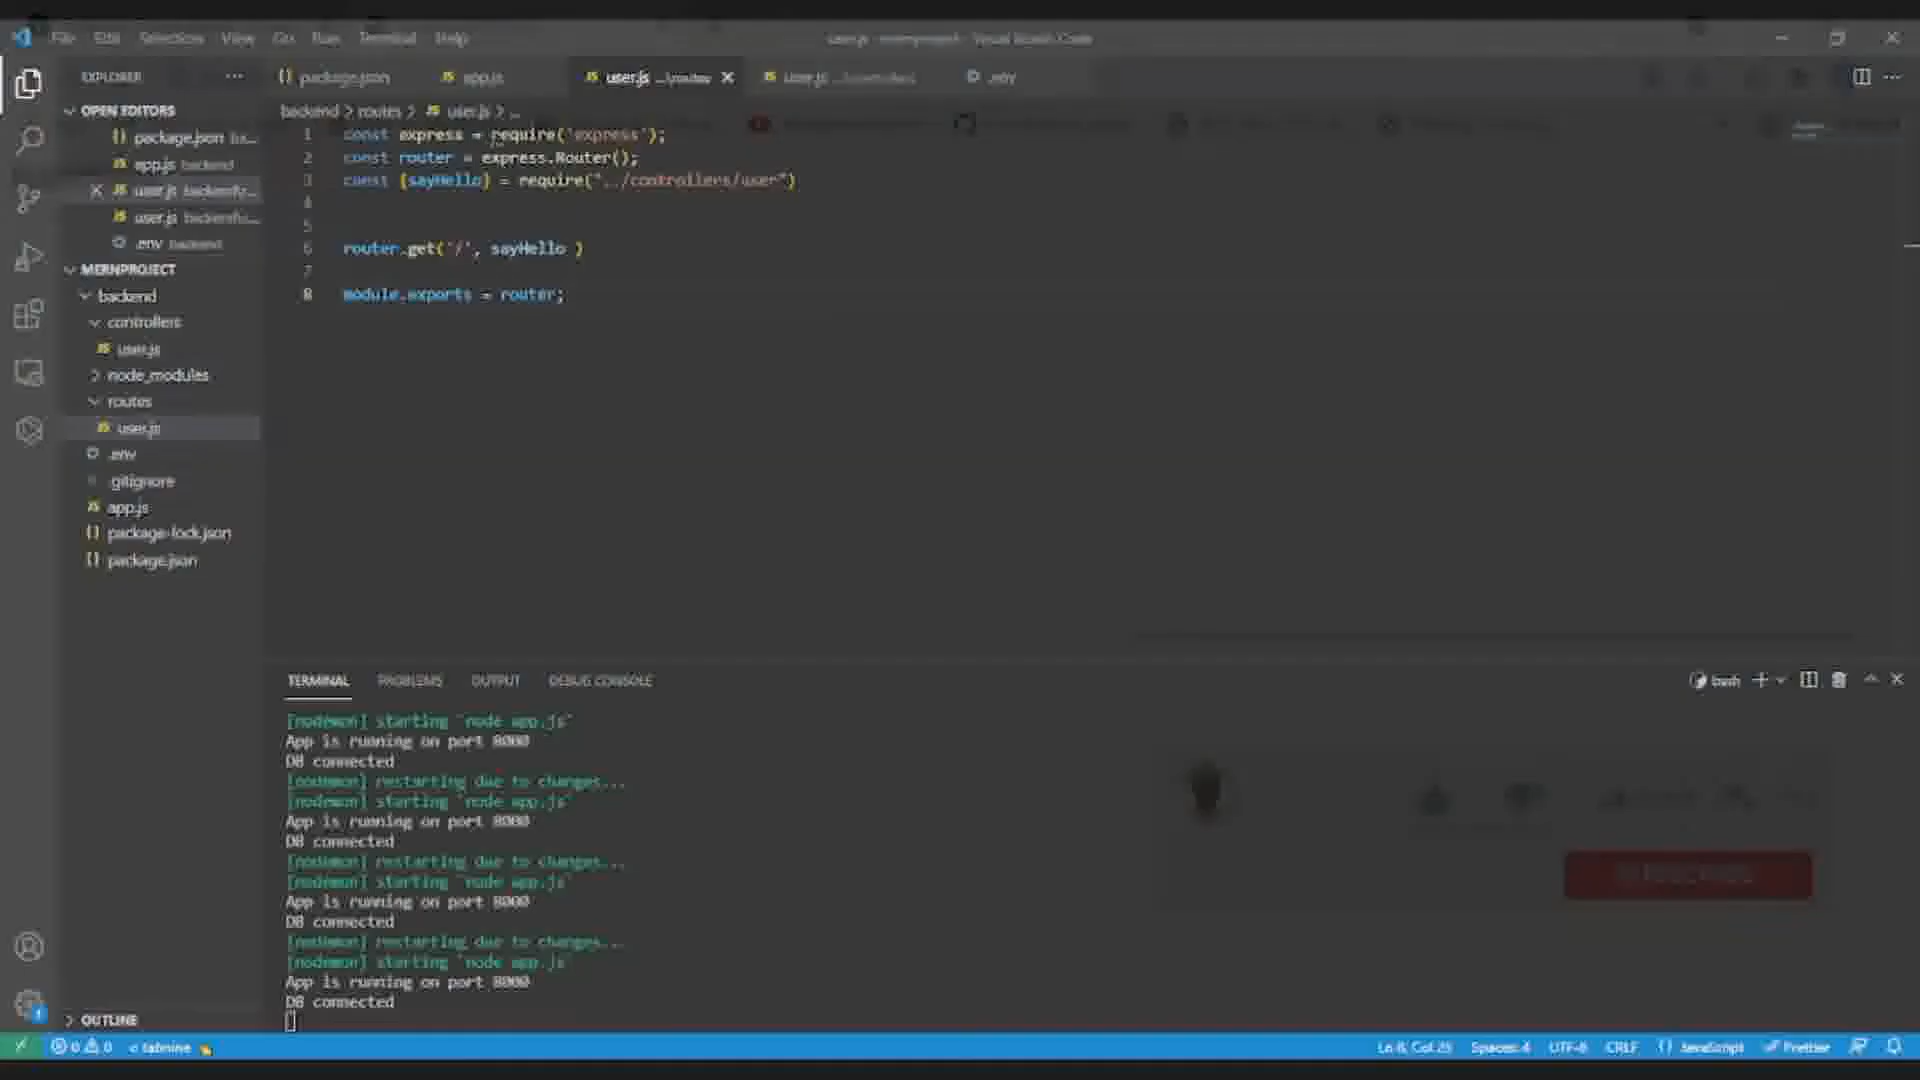 File Edit Selection View Go Run Terminal Help
user.js - mernproject - Visual Studio Code
EXPLORER
package.json
app.js
user.js ...\routes
user.js ...\controllers
.env
OPEN EDITORS
package.json ba...
app.js backend
user.js backend\r...
user.js backend\c...
.env backend
MERNPROJECT
backend
controllers
user.js
node_modules
routes
user.js
.env
.gitignore
app.js
package-lock.json
package.json
OUTLINE
backend > routes > user.js > ...
1 const express = require('express');
2 const router = express.Router();
3 const {sayHello} = require("../controllers/user")
4
5
6 router.get('/', sayHello )
7
8 module.exports = router;
TERMINAL PROBLEMS OUTPUT DEBUG CONSOLE
bash
[nodemon] starting `node app.js`
App is running on port 8000
DB connected
[nodemon] restarting due to changes...
[nodemon] starting `node app.js`
App is running on port 8000
DB connected
[nodemon] restarting due to changes...
[nodemon] starting `node app.js`
App is running on port 8000
DB connected
[nodemon] restarting due to changes...
[nodemon] starting `node app.js`
App is running on port 8000
DB connected
SUBSCRIBE
0 0 tabnine
Ln 8, Col 25 Spaces: 4 UTF-8 CRLF {} JavaScript Prettier
1